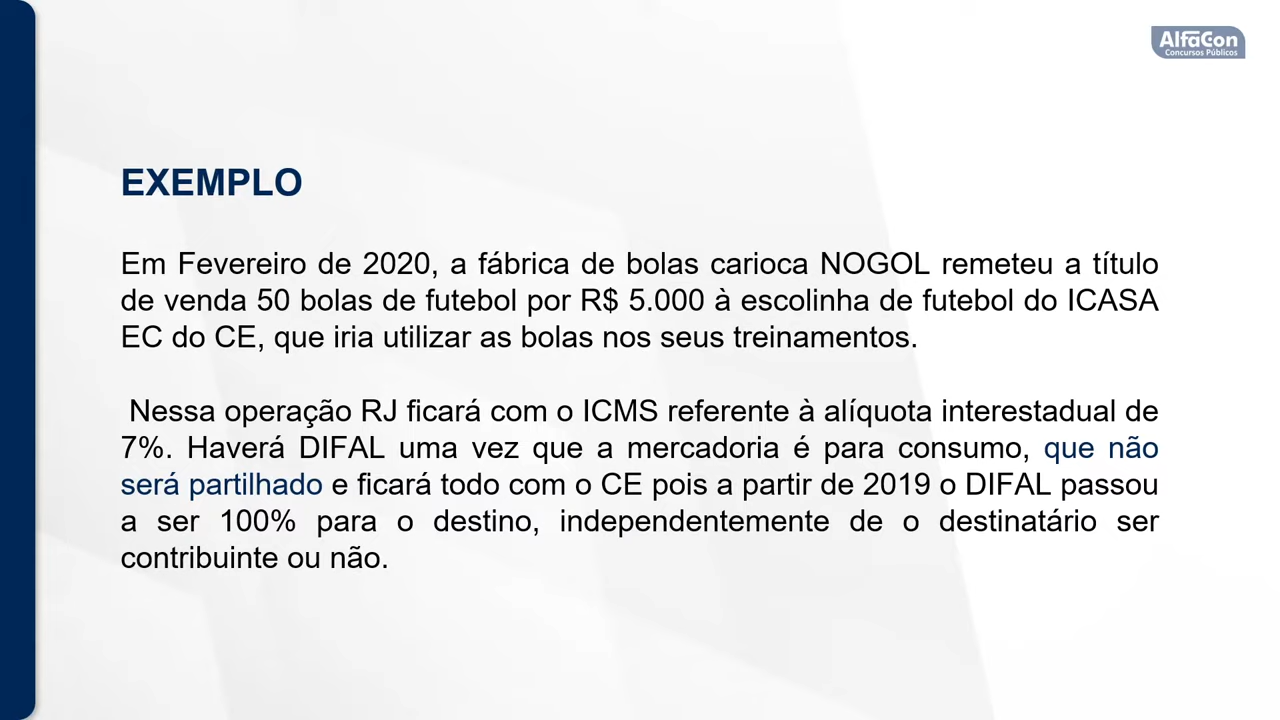 AlfaCon
Concursos Públicos
EXEMPLO
Em Fevereiro de 2020, a fábrica de bolas carioca NOGOL remeteu a título
de venda 50 bolas de futebol por R$ 5.000 à escolinha de futebol do ICASA
EC do CE, que iria utilizar as bolas nos seus treinamentos.
Nessa operação RJ ficará com o ICMS referente à alíquota interestadual de
7%. Haverá DIFAL uma vez que a mercadoria é para consumo, que não
será partilhado e ficará todo com o CE pois a partir de 2019 o DIFAL passou
a ser 100% para o destino, independentemente de o destinatário ser
contribuinte ou não.